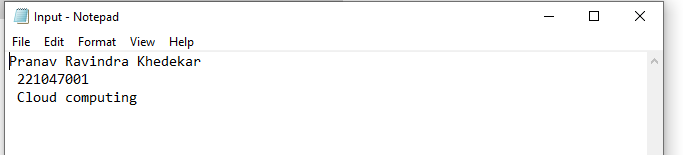 Input - Notepad
File Edit Format View Help
Pranav Ravindra Khedekar
221047001
Cloud computing